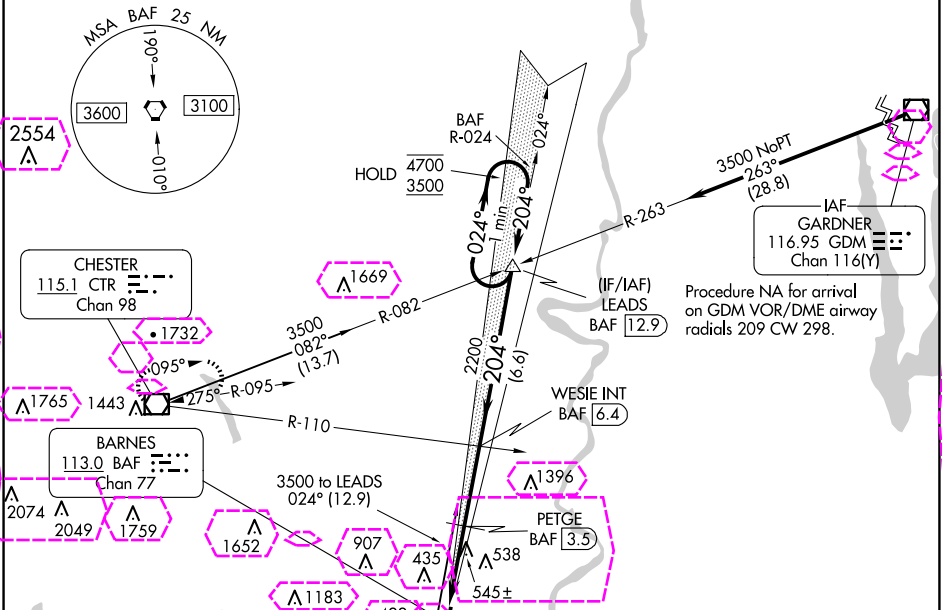 MSA BAF 25 NM
190°
3600
3100
010°
2554
BAF
R-024
024°
HOLD
4700
3500
024°
1 min
204°
3500 NoPT
263°
(28.8)
R-263
IAF
GARDNER
116.95 GDM
Chan 116(Y)
Procedure NA for arrival
on GDM VOR/DME airway
radials 209 CW 298.
CHESTER
115.1 CTR
Chan 98
1669
(IF/IAF)
LEADS
BAF 12.9
1732
3500
082°
(13.7)
R-082
095°
275°
R-095
2200
204°
(6.6)
1765
1443
R-110
WESIE INT
BAF 6.4
BARNES
113.0 BAF
Chan 77
3500 to LEADS
024° (12.9)
1396
2074
2049
1759
1652
907
435
PETGE
BAF 3.5
538
545±
1183